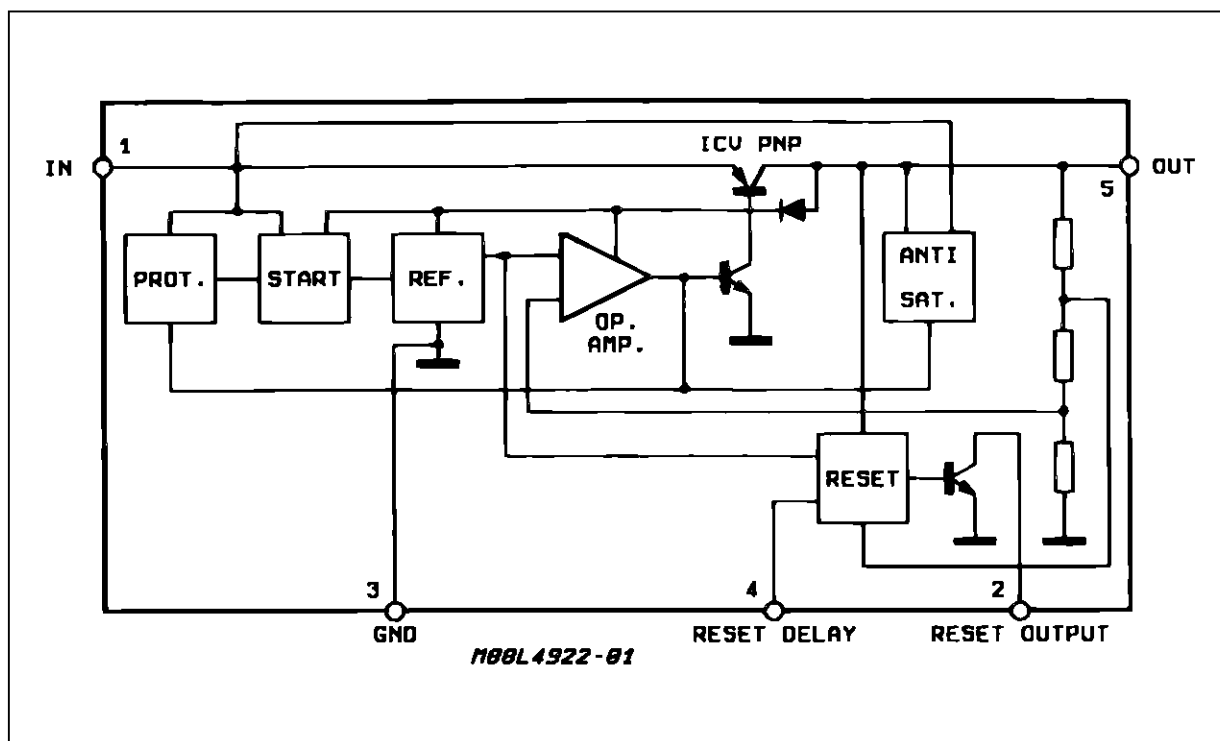 ICV PNP
1
IN
OUT
5
PROT.
START
REF.
OP.
AMP.
ANTI
SAT.
RESET
3
4
2
GND
RESET DELAY
RESET OUTPUT
M88L4922-01